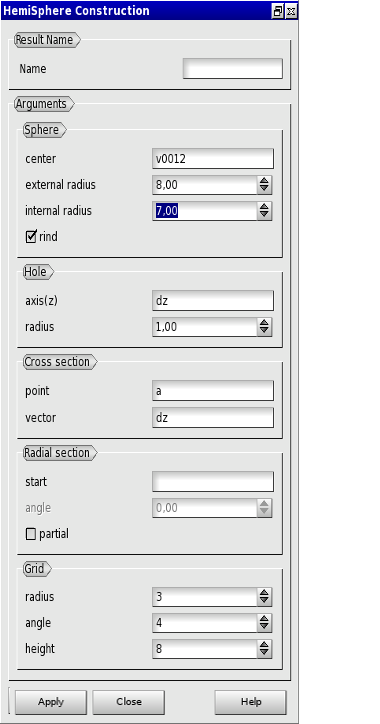 HemiSphere Construction
Result Name
Name
Arguments
Sphere
center v0012
external radius 8,00
internal radius 7,00
rind
Hole
axis(z) dz
radius 1,00
Cross section
point a
vector dz
Radial section
start
angle 0,00
partial
Grid
radius 3
angle 4
height 8
Apply Close Help